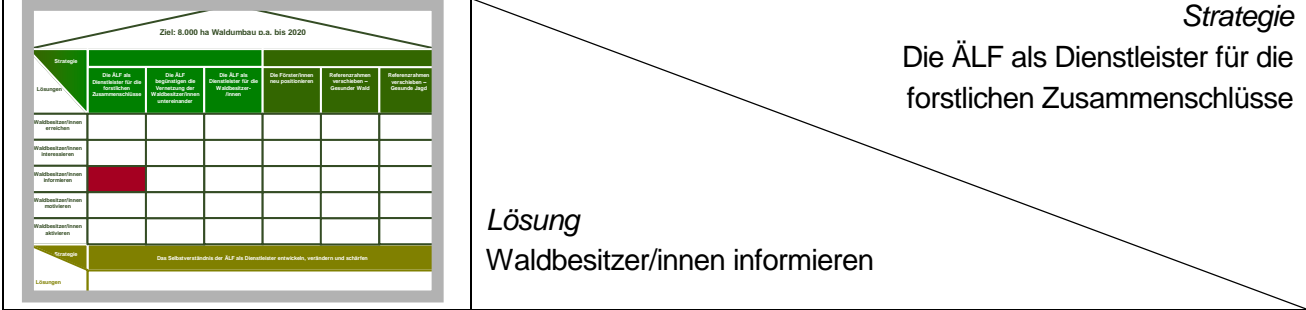 Ziel: 8.000 ha Waldumbau p.a. bis 2020
Strategie
Lösungen
Die ÄLF als
Dienstleister für die
forstlichen
Zusammenschlüsse
Die ÄLF
begünstigen die
Vernetzung der
Waldbesitzer/innen
untereinander
Die ÄLF als
Dienstleister für die
Waldbesitzer-
/innen
Die Förster/innen
neu positionieren
Referenzrahmen
verschieben –
Gesunder Wald
Referenzrahmen
verschieben –
Gesunde Jagd
Waldbesitzer/innen
erreichen
Waldbesitzer/innen
interessieren
Waldbesitzer/innen
informieren
Waldbesitzer/innen
motivieren
Waldbesitzer/innen
aktivieren
Strategie
Das Selbstverständnis der ÄLF als Dienstleister entwickeln, verändern und schärfen
Lösungen
Strategie
Die ÄLF als Dienstleister für die
forstlichen Zusammenschlüsse
Lösung
Waldbesitzer/innen informieren